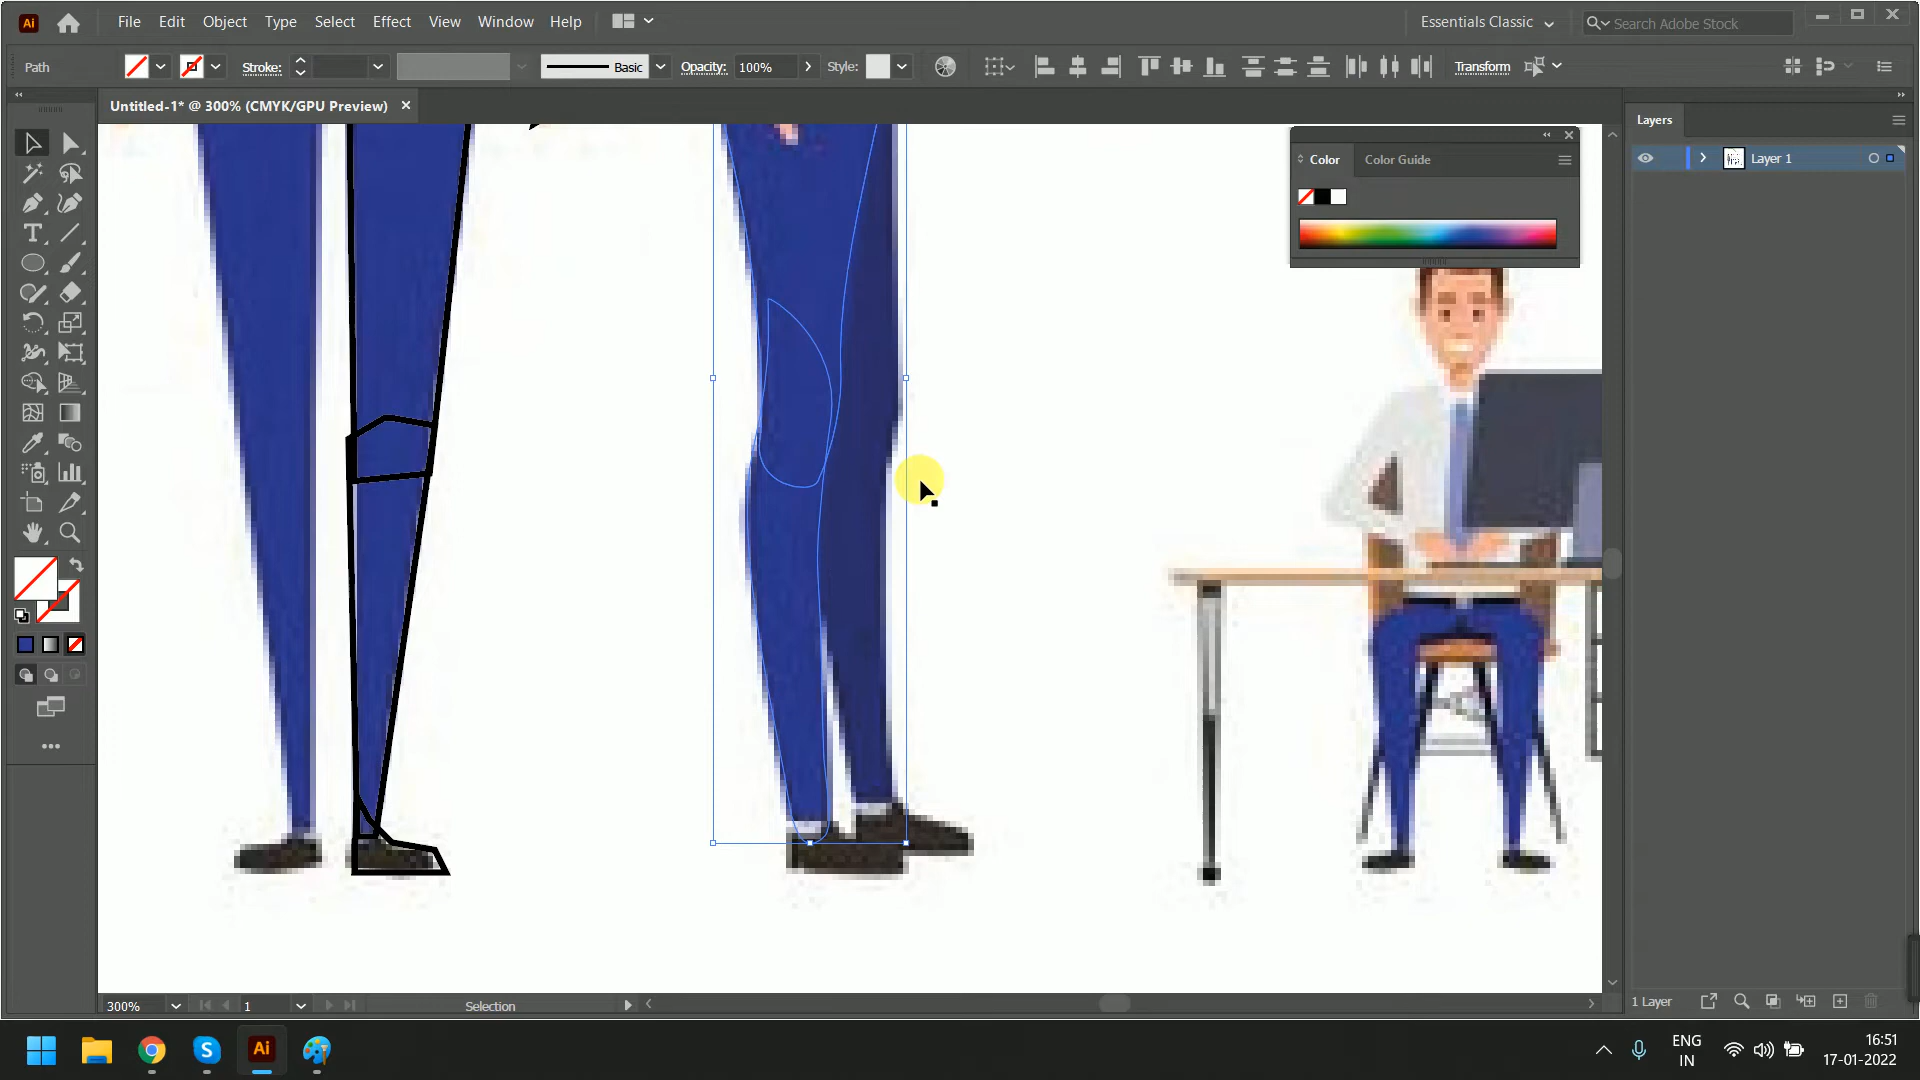 Ai File Edit Object Type Select Effect View Window Help Essentials Classic Search Adobe Stock
Path Stroke: Basic Opacity: 100% Style: Transform
Untitled-1* @ 300% (CMYK/GPU Preview)
Layers
Color Color Guide
Layer 1
300% 1 Selection
1 Layer
Ai
ENG
IN
16:51
17-01-2022